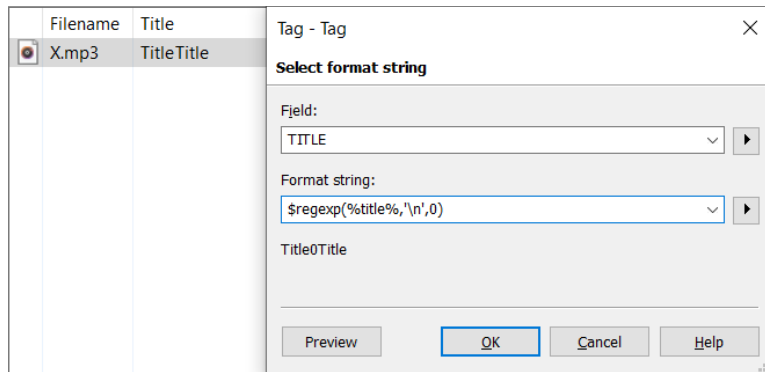 Filename Title
X.mp3 TitleTitle
Tag - Tag
Select format string
Field:
TITLE
Format string:
$regexp(%title%,'\n',0)
Title0Title
Preview OK Cancel Help